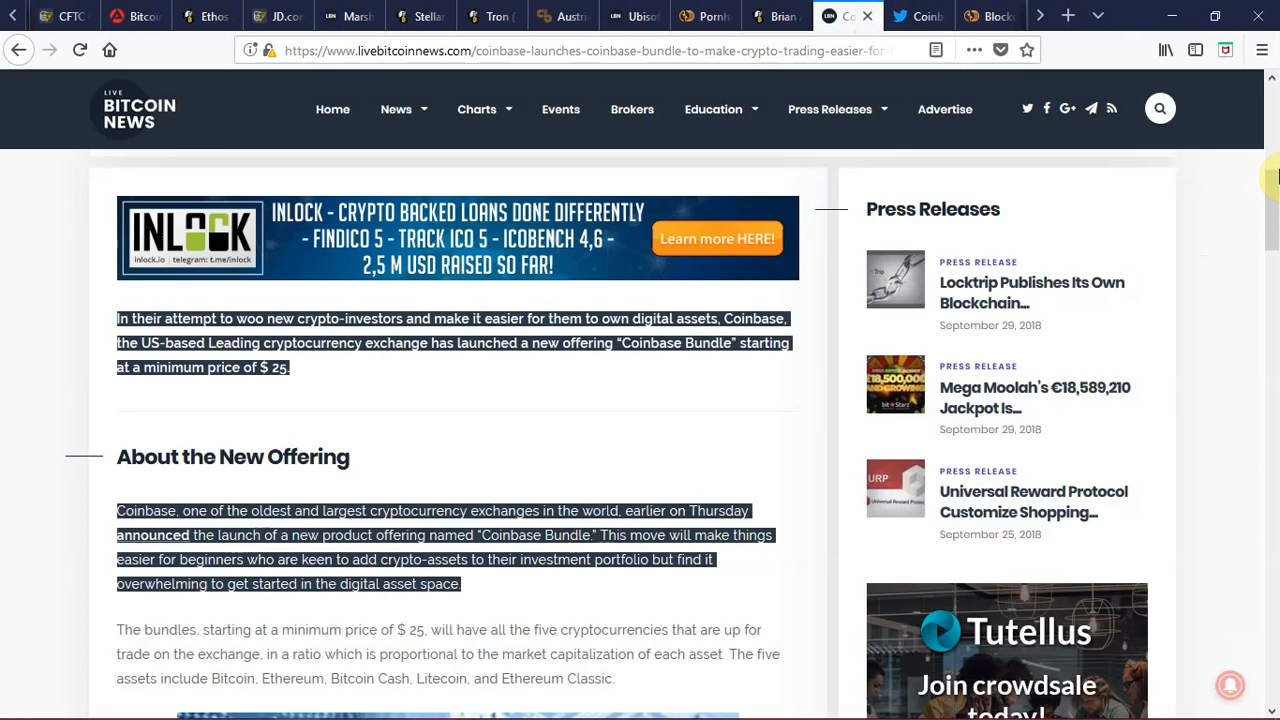 CFTC
Bitcoi
Ethos
JD.com
Marsh
Stellar
Tron (
Austri
Ubisof
Pornh
Brian
Co
Coinb
Blockc
https://www.livebitcoinnews.com/coinbase-launches-coinbase-bundle-to-make-crypto-trading-easier-for-
LIVE
BITCOIN
NEWS
Home
News
Charts
Events
Brokers
Education
Press Releases
Advertise
INLOCK
inlock.io | telegram: t.me/inlock
INLOCK - CRYPTO BACKED LOANS DONE DIFFERENTLY
- FINDICO 5 - TRACK ICO 5 - ICOBENCH 4,6 -
2,5 M USD RAISED SO FAR!
Learn more HERE!
In their attempt to woo new crypto-investors and make it easier for them to own digital assets, Coinbase,
the US-based Leading cryptocurrency exchange has launched a new offering “Coinbase Bundle” starting
at a minimum price of $ 25.
About the New Offering
Coinbase, one of the oldest and largest cryptocurrency exchanges in the world, earlier on Thursday
announced the launch of a new product offering named “Coinbase Bundle.” This move will make things
easier for beginners who are keen to add crypto-assets to their investment portfolio but find it
overwhelming to get started in the digital asset space.
The bundles, starting at a minimum price of $ 25, will have all the five cryptocurrencies that are up for
trade on the exchange, in a ratio which is proportional to the market capitalization of each asset. The five
assets include Bitcoin, Ethereum, Bitcoin Cash, Litecoin, and Ethereum Classic.
Press Releases
PRESS RELEASE
Locktrip Publishes Its Own
Blockchain...
September 29, 2018
PRESS RELEASE
Mega Moolah’s €18,589,210
Jackpot Is...
September 29, 2018
PRESS RELEASE
Universal Reward Protocol
Customize Shopping...
September 25, 2018
Tutellus
Join crowdsale
today!